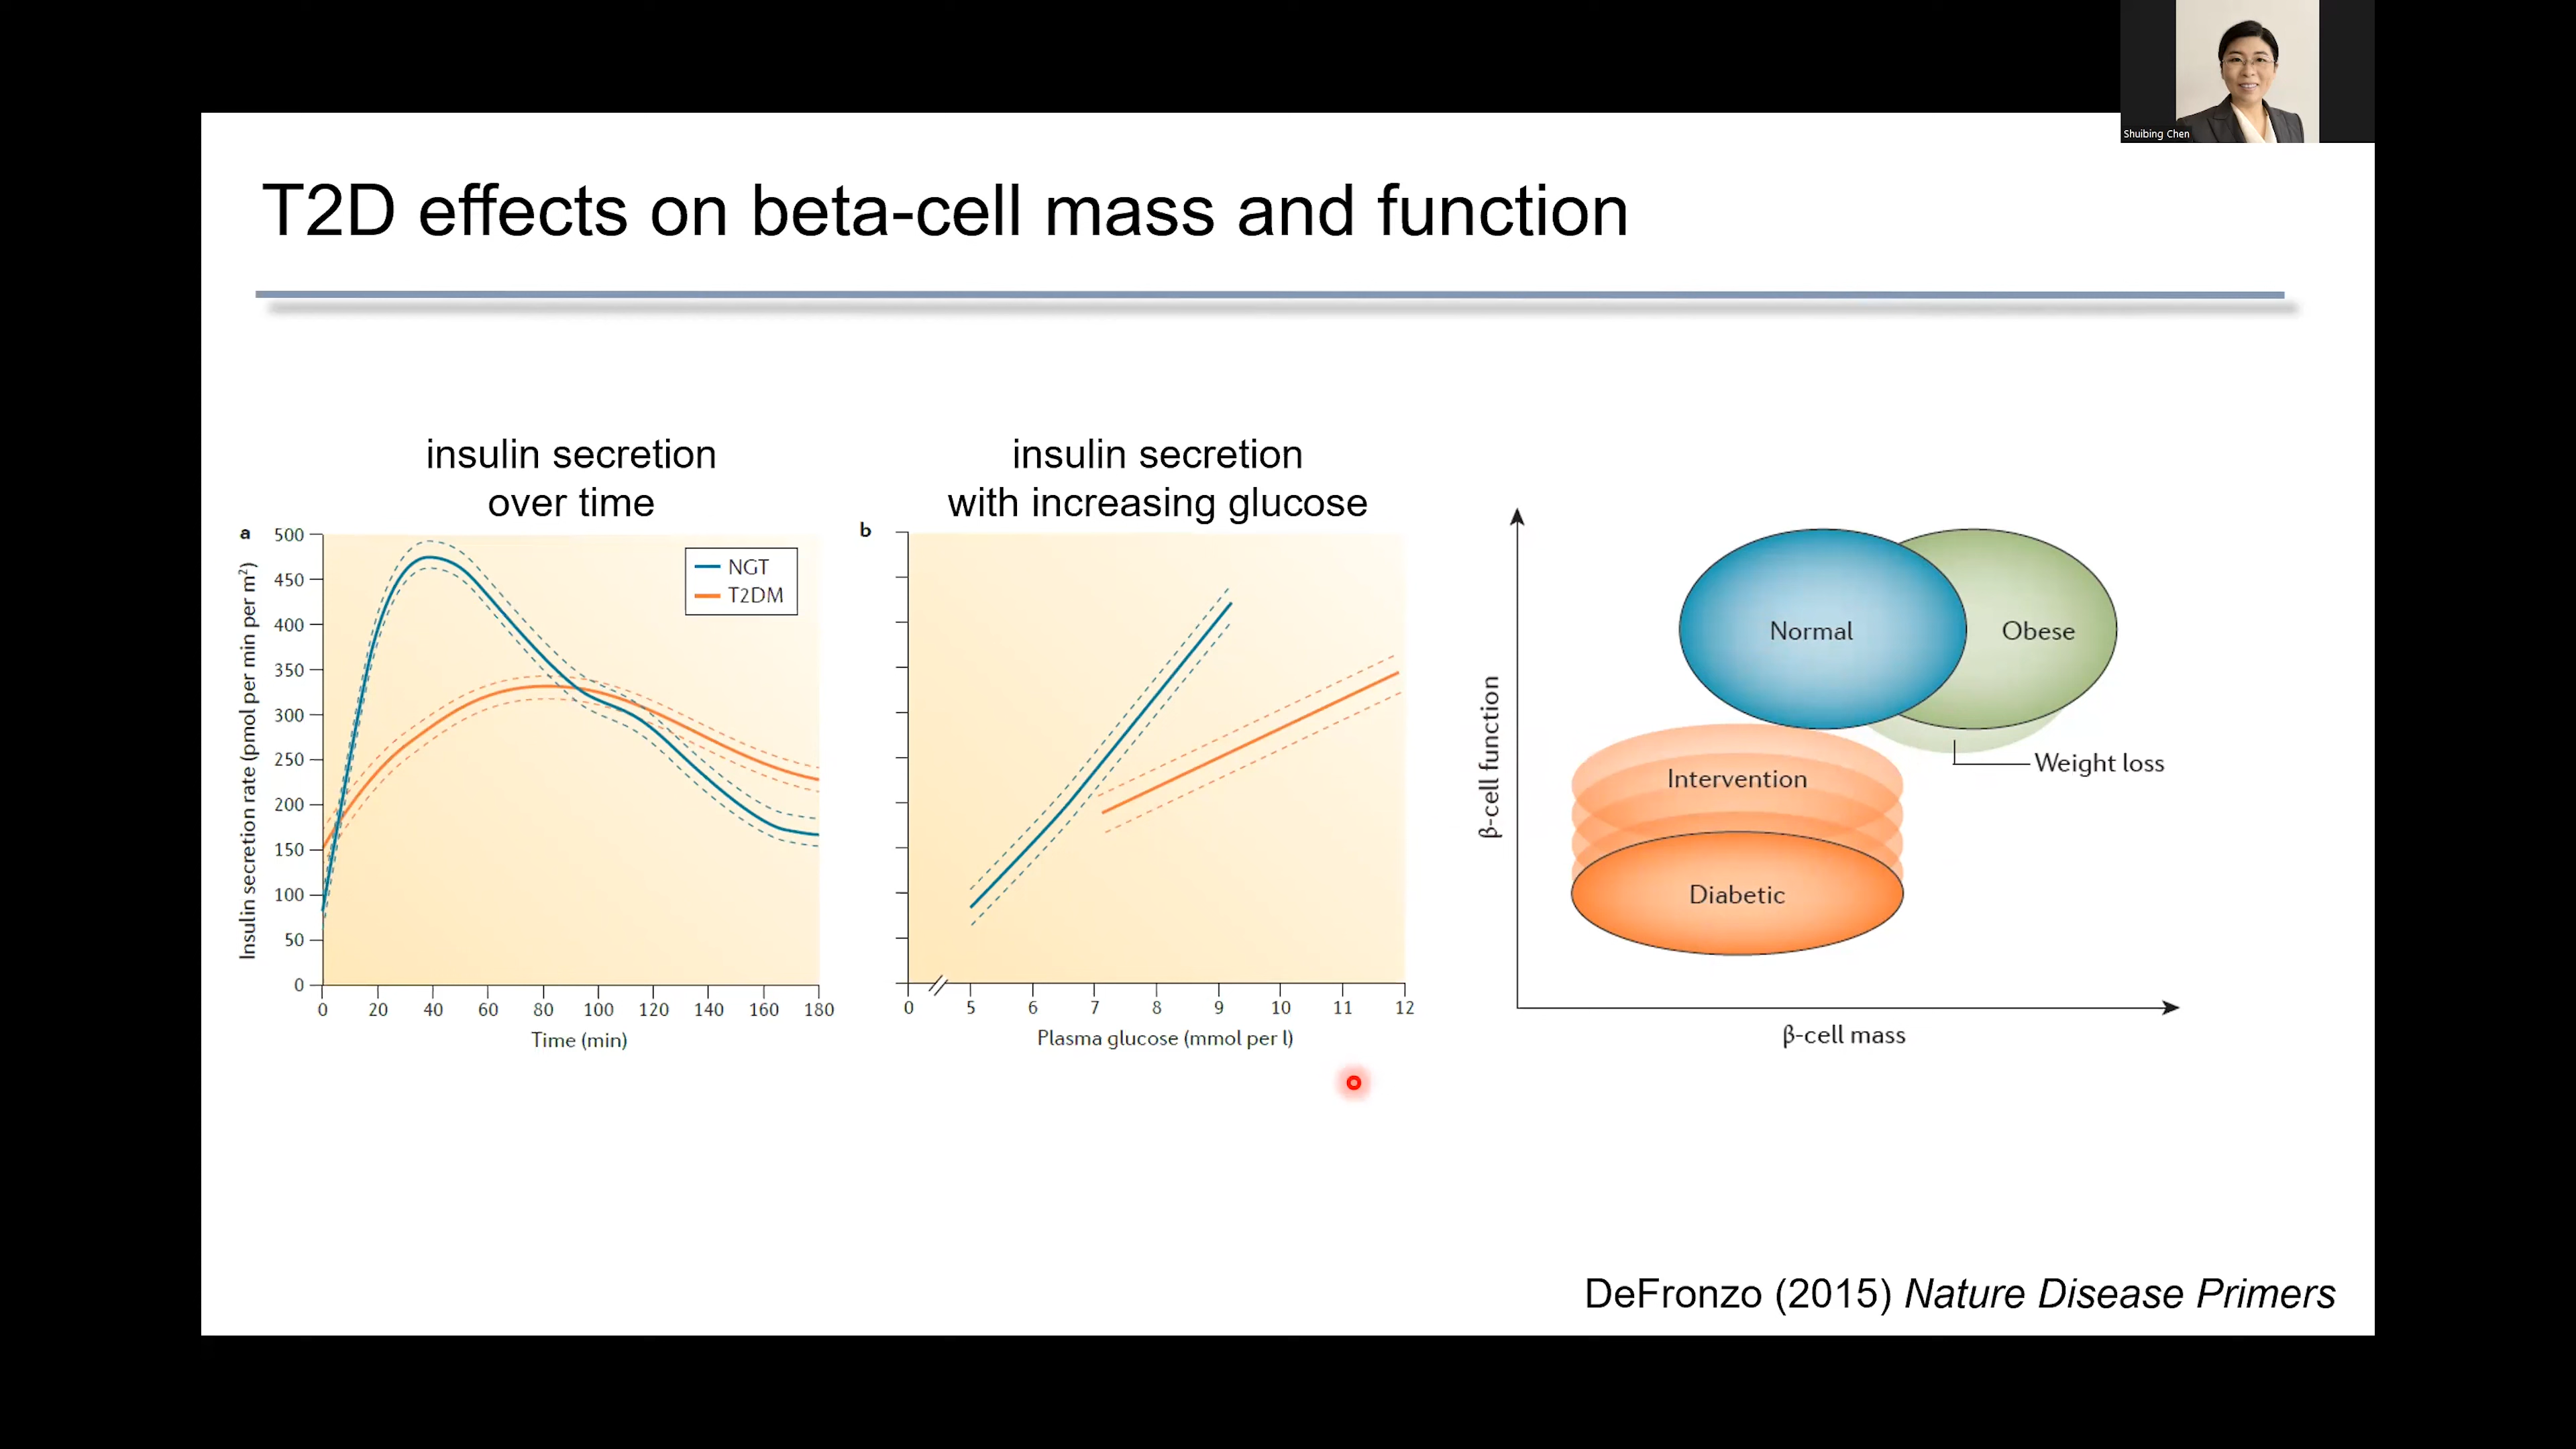 Shuibing Chen
T2D effects on beta-cell mass and function
insulin secretion
over time
a
Insulin secretion rate (pmol per min per m²)
500
450
400
350
300
250
200
150
100
50
0
NGT
T2DM
0 20 40 60 80 100 120 140 160 180
Time (min)
insulin secretion
with increasing glucose
b
0 5 6 7 8 9 10 11 12
Plasma glucose (mmol per l)
β-cell function
Normal
Obese
Weight loss
Intervention
Diabetic
β-cell mass
DeFronzo (2015) Nature Disease Primers